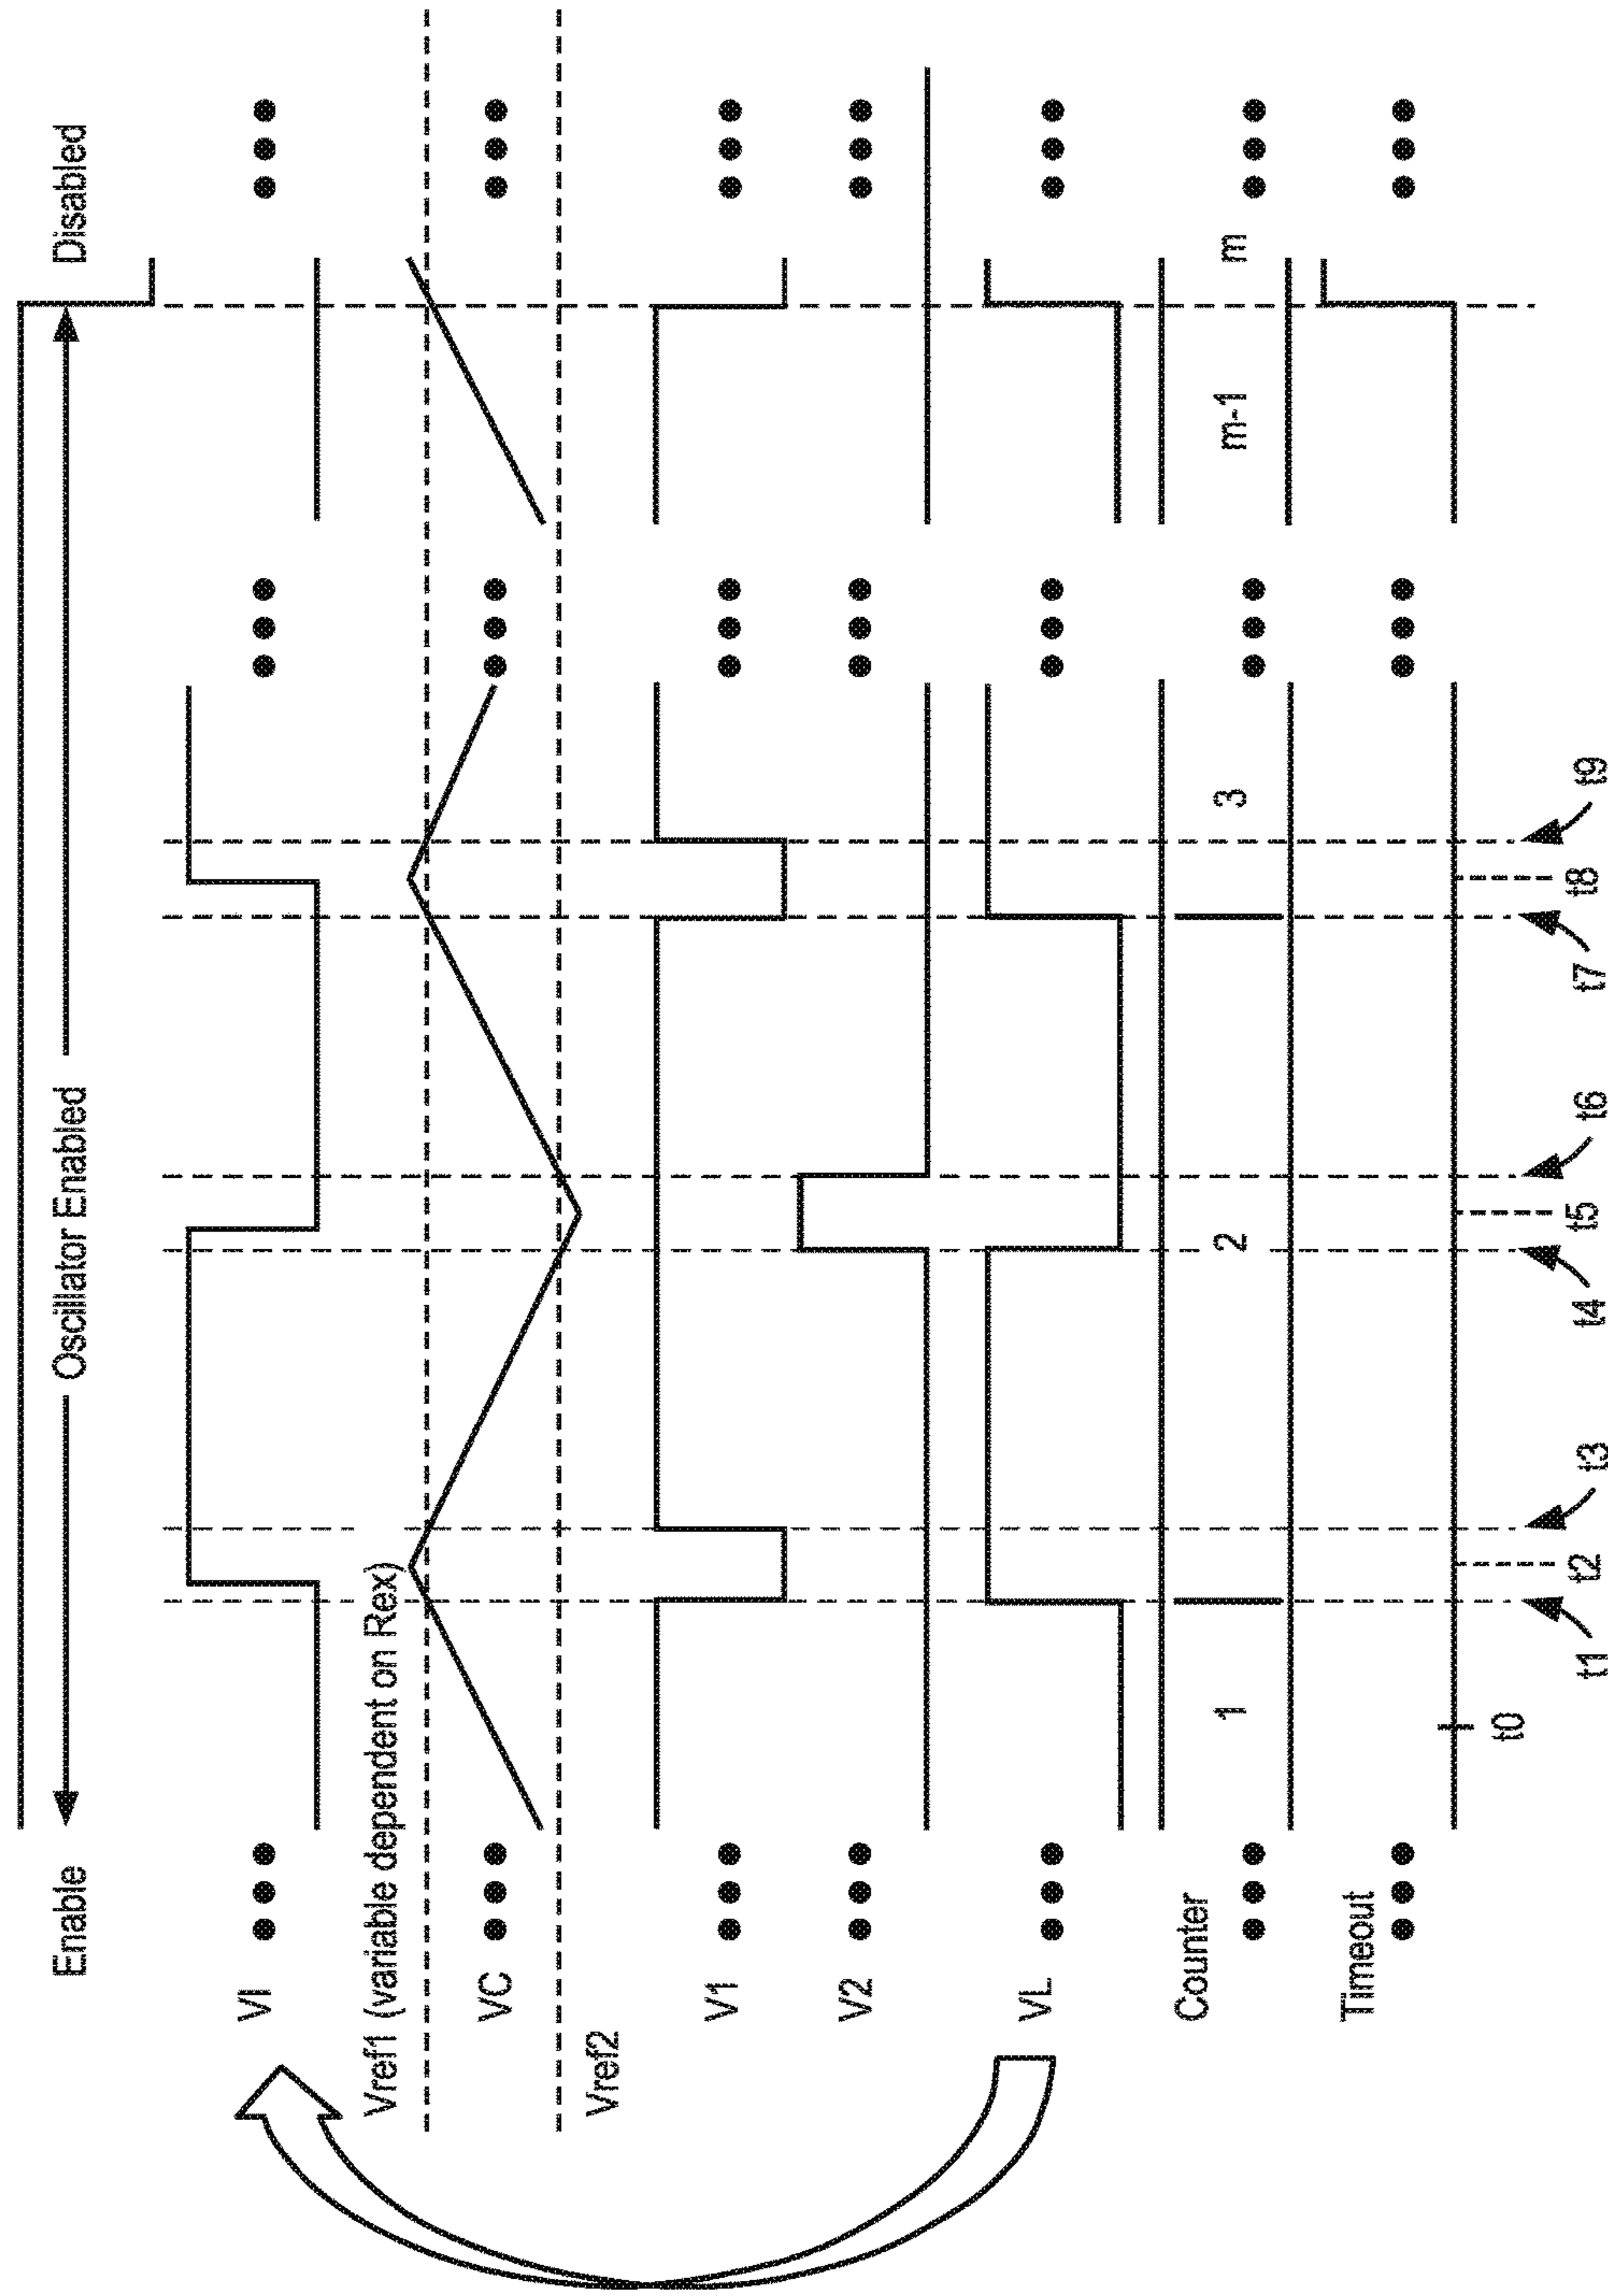 Enable
Oscillator Enabled
Disabled
VI
Vref1 (variable dependent on Rex)
VC
Vref2
V1
V2
VL
Counter
1
2
3
m-1
m
Timeout
t0
t1
t2
t3
t4
t5
t6
t7
t8
t9